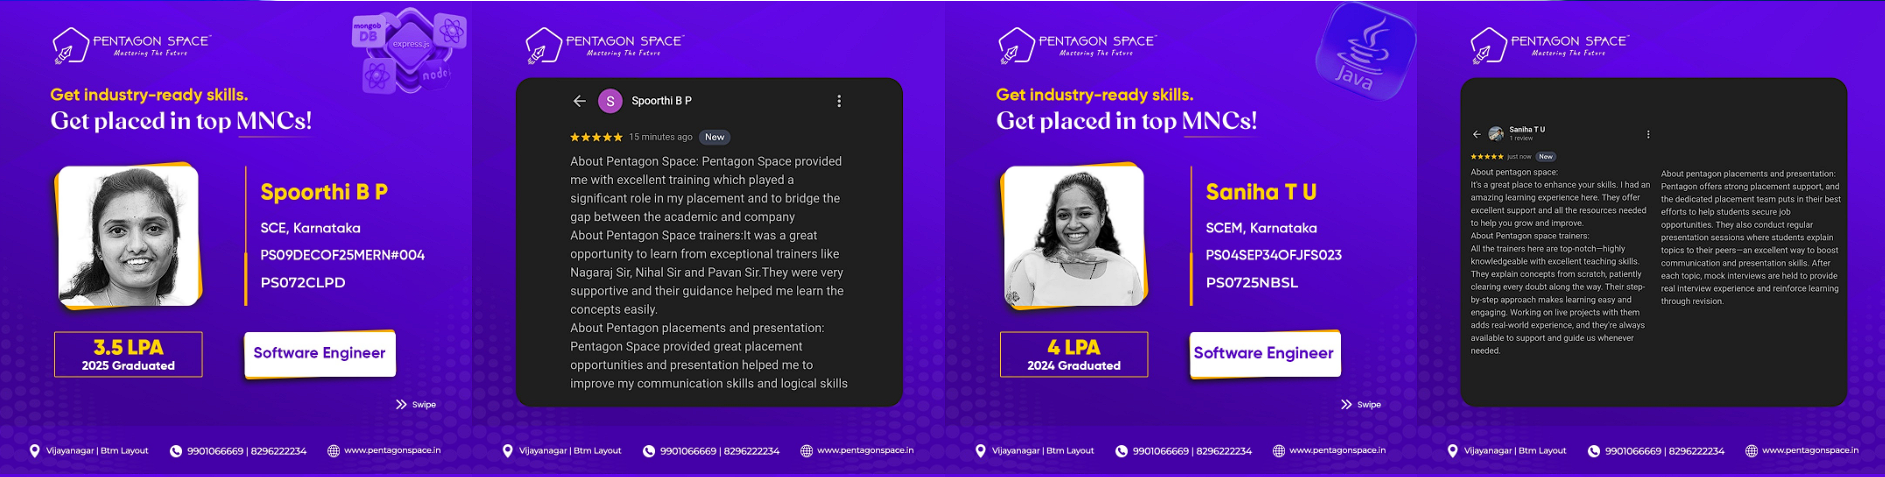 mongob
DB
express.js
node
PENTAGON SPACE
Mastering The Future
Get industry-ready skills.
Get placed in top MNCs!
Spoorthi B P
SCE, Karnataka
PS09DECOF25MERN#004
PS072CLPD
3.5 LPA
2025 Graduated
Software Engineer
Swipe
Vijayanagar | Btm Layout
9901066669 | 8296222234
www.pentagonspace.in
PENTAGON SPACE
Mastering The Future
S
Spoorthi B P
15 minutes ago New
About Pentagon Space: Pentagon Space provided
me with excellent training which played a
significant role in my placement and to bridge the
gap between the academic and company
About Pentagon Space trainers:It was a great
opportunity to learn from exceptional trainers like
Nagaraj Sir, Nihal Sir and Pavan Sir.They were very
supportive and their guidance helped me learn the
concepts easily.
About Pentagon placements and presentation:
Pentagon Space provided great placement
opportunities and presentation helped me to
improve my communication skills and logical skills
Vijayanagar | Btm Layout
9901066669 | 8296222234
www.pentagonspace.in
PENTAGON SPACE
Mastering The Future
Java
Get industry-ready skills.
Get placed in top MNCs!
Saniha T U
SCEM, Karnataka
PS04SEP34OFJFS023
PS0725NBSL
4 LPA
2024 Graduated
Software Engineer
Swipe
Vijayanagar | Btm Layout
9901066669 | 8296222234
www.pentagonspace.in
PENTAGON SPACE
Mastering The Future
Saniha T U
1 review
just now New
About pentagon space:
It's a great place to enhance your skills. I had an
amazing learning experience here. They offer
excellent support and all the resources needed
to help you grow and improve.
About Pentagon space trainers:
All the trainers here are top-notch—highly
knowledgeable with excellent teaching skills.
They explain concepts from scratch, patiently
clearing every doubt along the way. Their step-
by-step approach makes learning easy and
engaging. Working on live projects with them
adds real-world experience, and they're always
available to support and guide us whenever
needed.
About pentagon placements and presentation:
Pentagon offers strong placement support, and
the dedicated placement team puts in their best
efforts to help students secure job
opportunities. They also conduct regular
presentation sessions where students explain
topics to their peers—an excellent way to boost
communication and presentation skills. After
each topic, mock interviews are held to provide
real interview experience and reinforce learning
through revision.
Vijayanagar | Btm Layout
9901066669 | 8296222234
www.pentagonspace.in